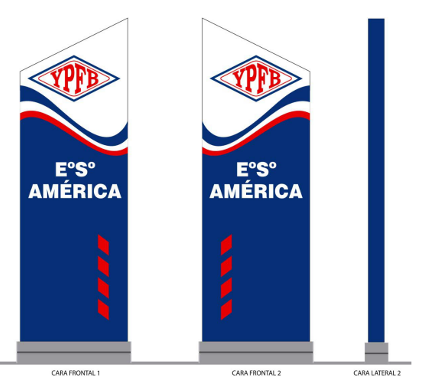 YPFB
YPFB
EºSº
AMÉRICA
EºSº
AMÉRICA
CARA FRONTAL 1
CARA FRONTAL 2
CARA LATERAL 2